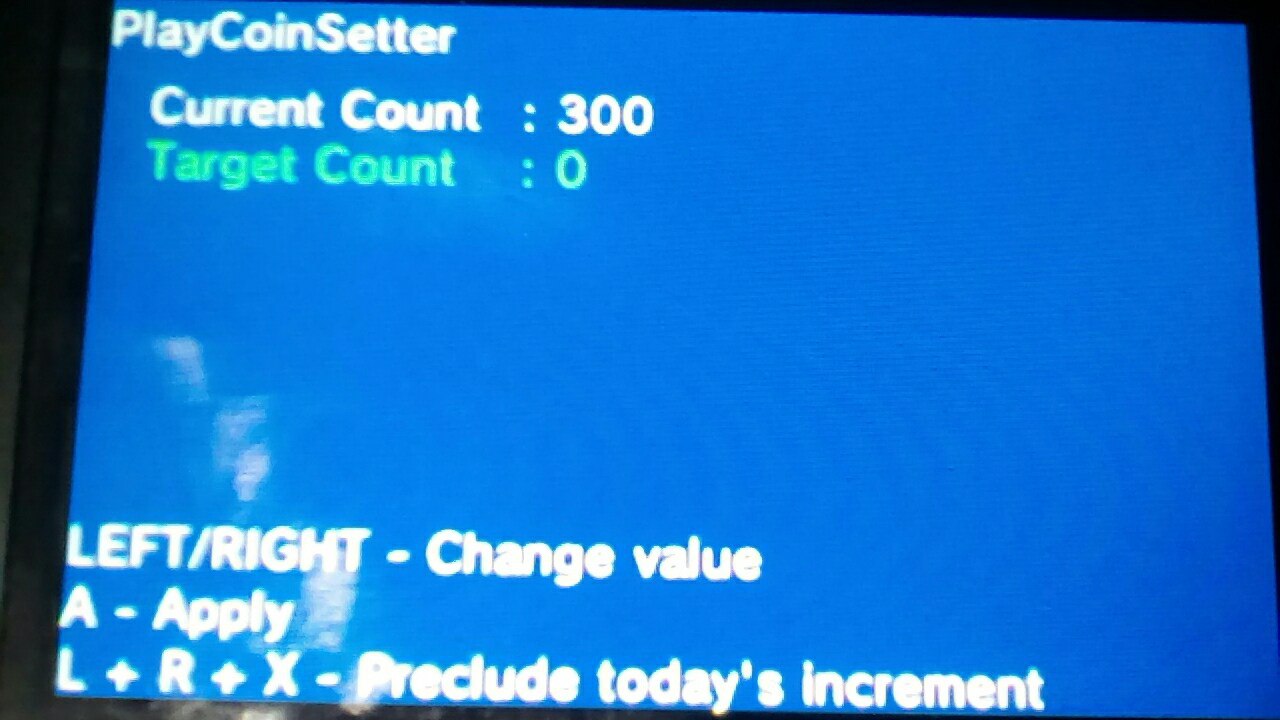 PlayCoinSetter
Current Count : 300
Target Count : 0
LEFT/RIGHT - Change value
A - Apply
L + R + X - Preclude today's increment